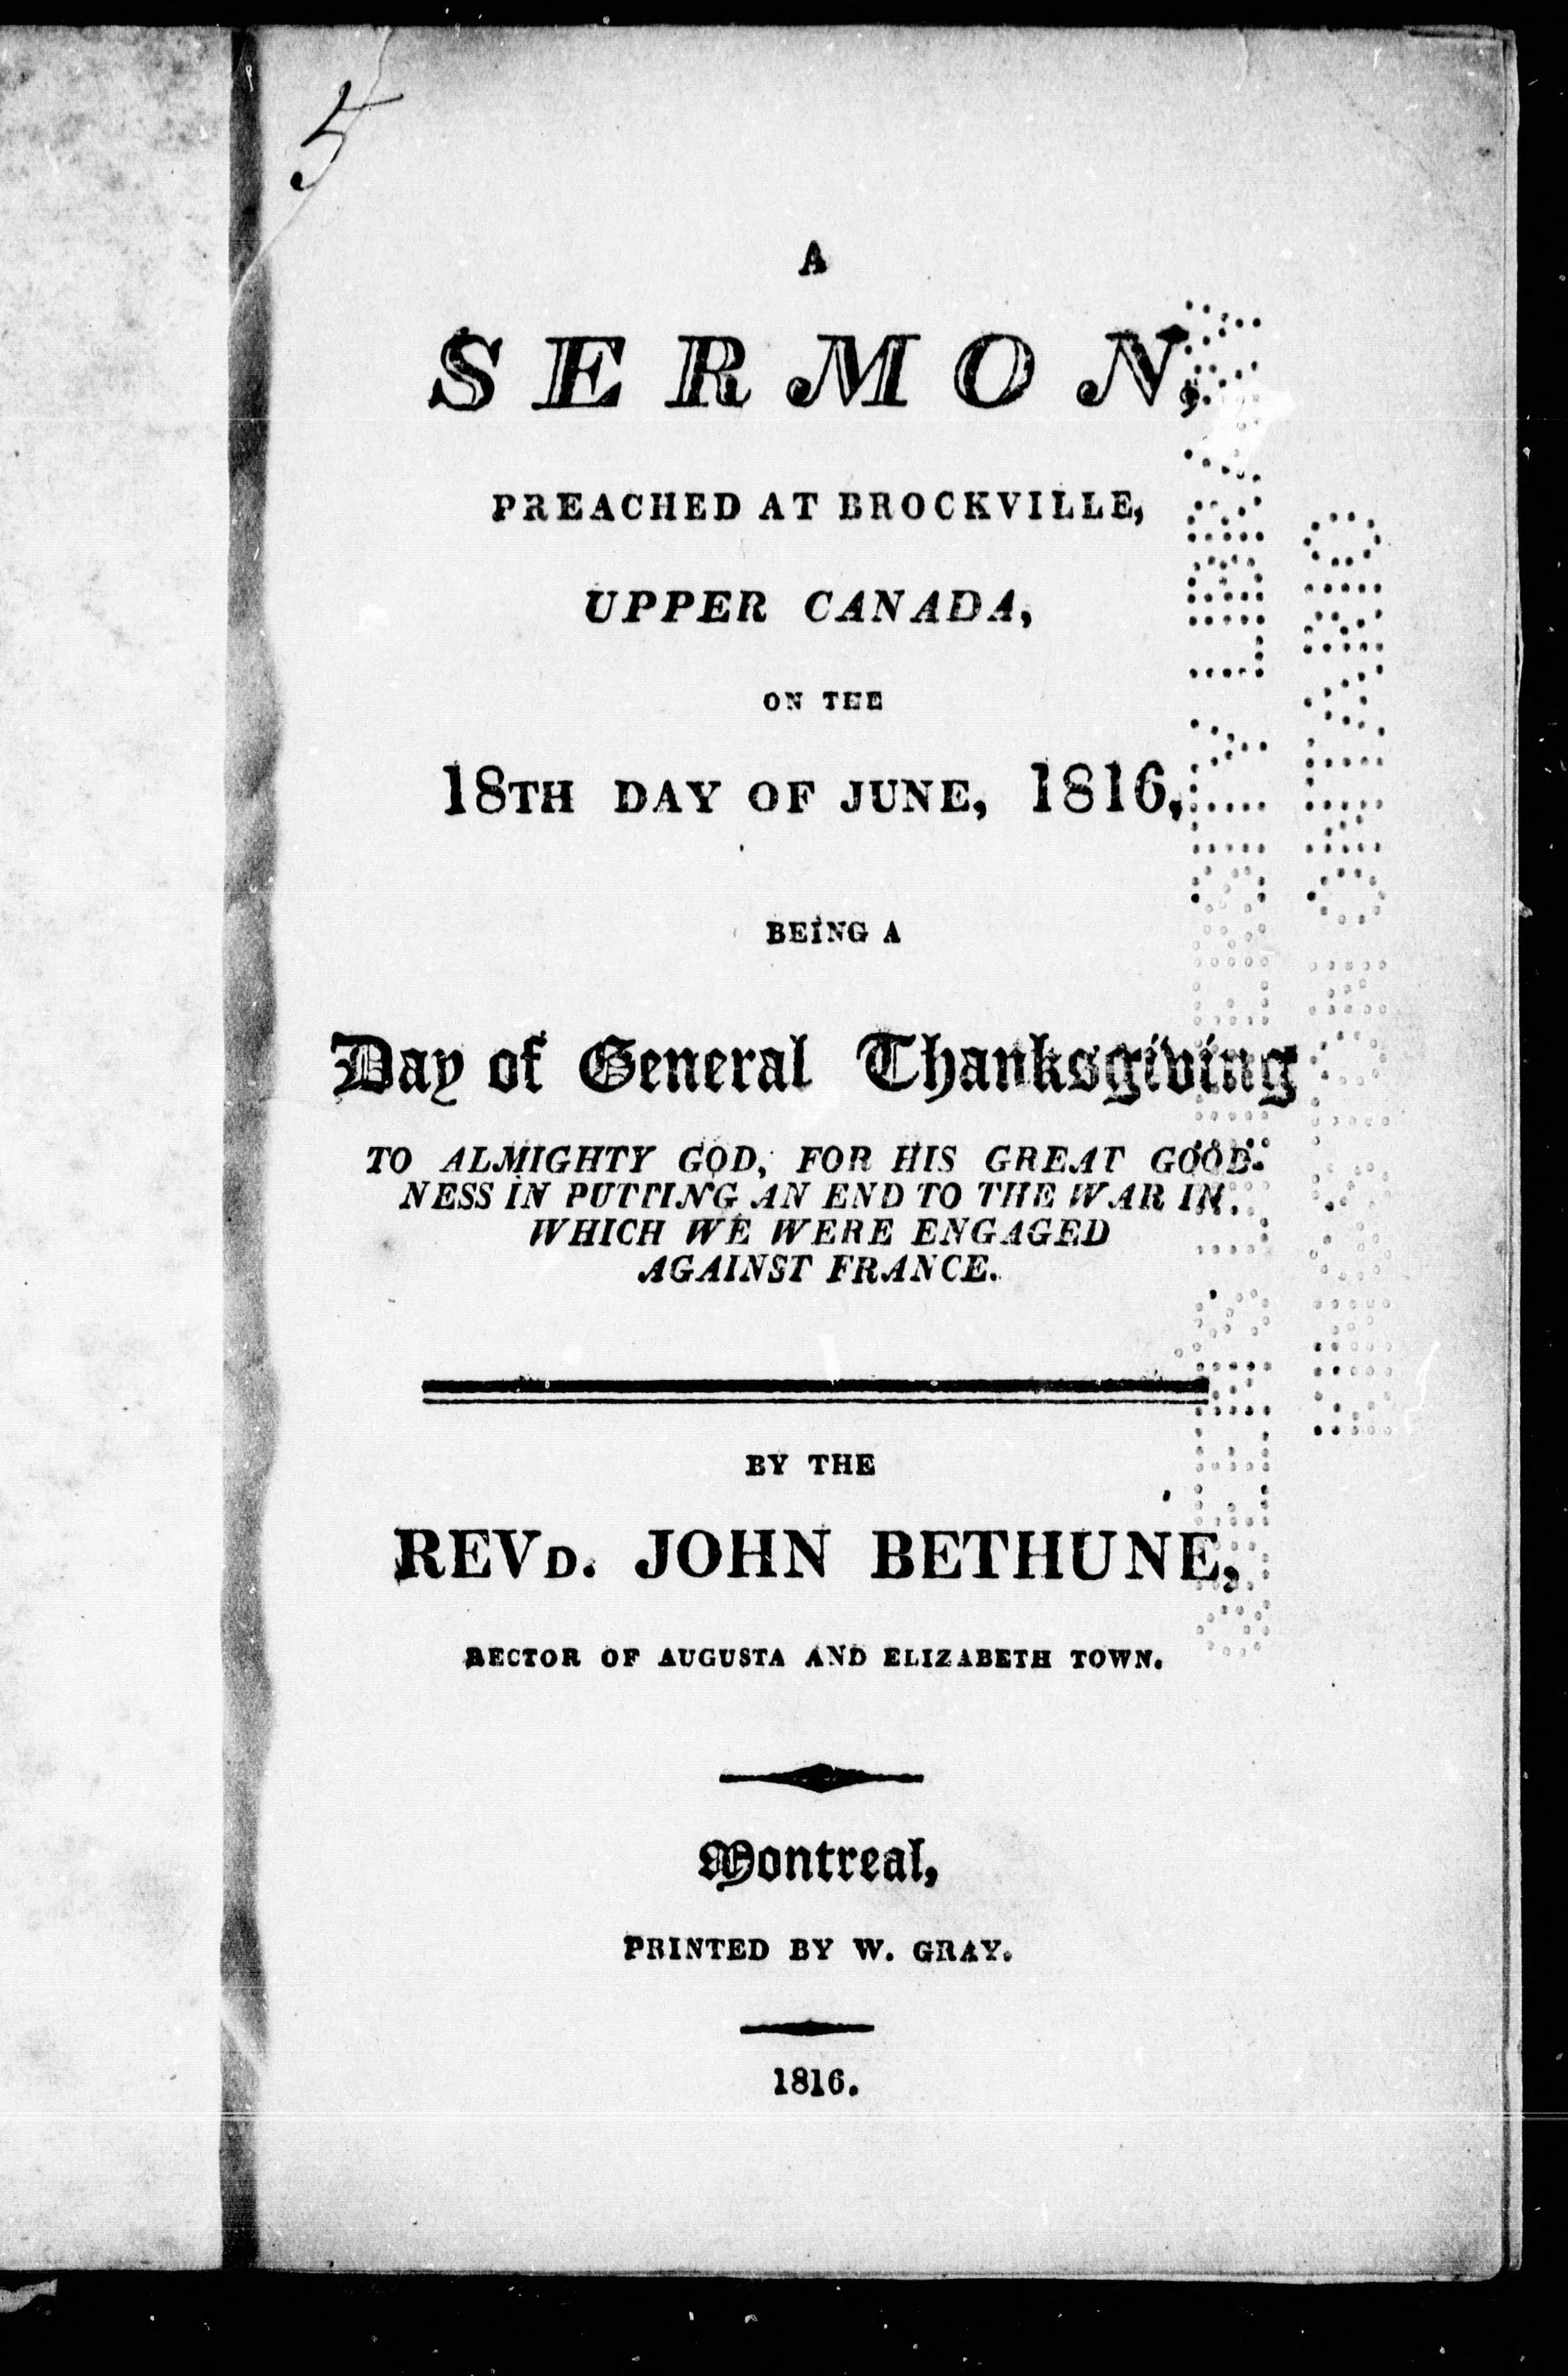 5
A
SERMON,
PREACHED AT BROCKVILLE,
UPPER CANADA,
ON THE
18TH DAY OF JUNE, 1816,
BEING A
Day of General Thanksgiving
TO ALMIGHTY GOD, FOR HIS GREAT GOOD-
NESS IN PUTTING AN END TO THE WAR IN
WHICH WE WERE ENGAGED
AGAINST FRANCE.
BY THE
REVD. JOHN BETHUNE,
RECTOR OF AUGUSTA AND ELIZABETH TOWN.
Montreal,
PRINTED BY W. GRAY.
1816.